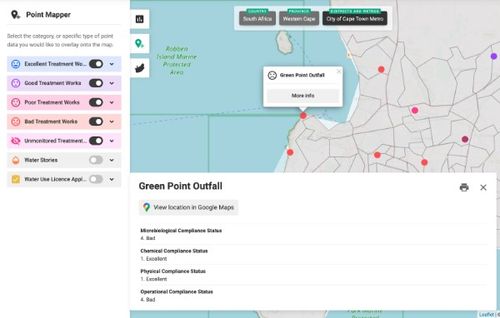 Point Mapper
Select the category, or specific type of point
data you would like to overlay onto the map.
Excellent Treatment Wo...
Good Treatment Works
Poor Treatment Works
Bad Treatment Works
Unmonitored Treatment...
Water Stories
Water Use Licence Appl...
COUNTRY
South Africa
PROVINCE
Western Cape
DISTRICTS AND METROS
City of Cape Town Metro
Robben
Island Marine
Protected
Area
Green Point Outfall
More info
Green Point Outfall
View location in Google Maps
Microbiological Compliance Status
4. Bad
Chemical Compliance Status
1. Excellent
Physical Compliance Status
1. Excellent
Operational Compliance Status
4. Bad
Leaflet